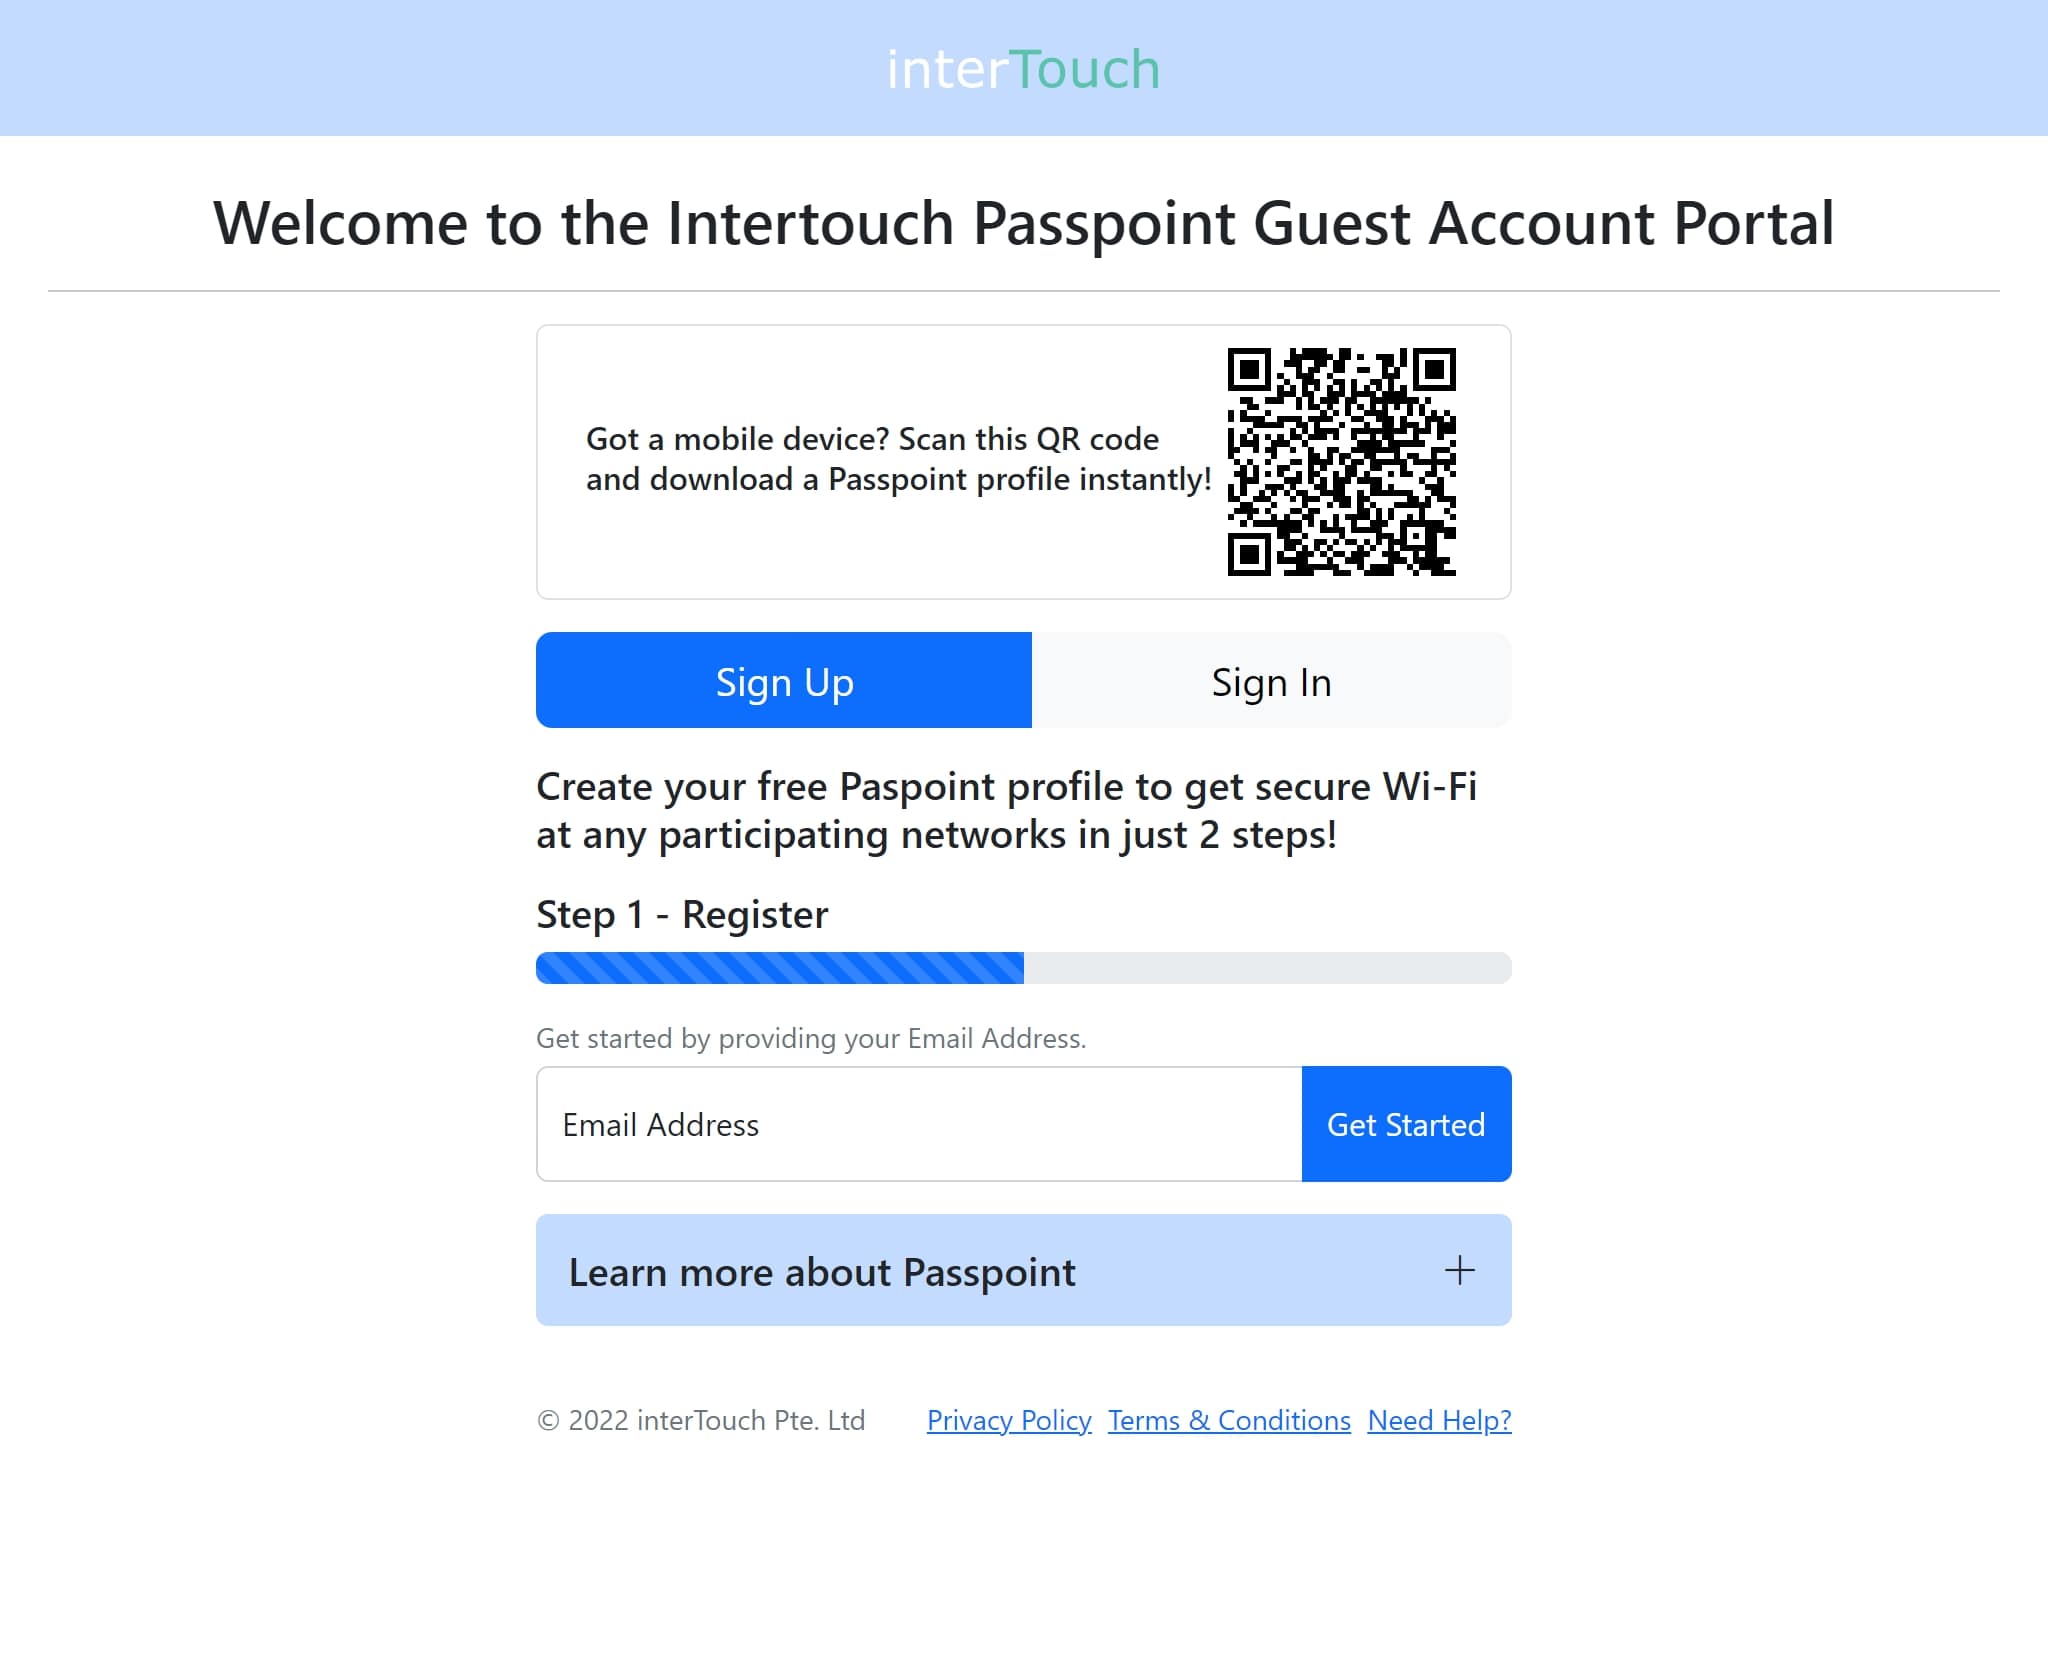 interTouch
Welcome to the Intertouch Passpoint Guest Account Portal
Got a mobile device? Scan this QR code
and download a Passpoint profile instantly!
Sign Up
Sign In
Create your free Paspoint profile to get secure Wi-Fi
at any participating networks in just 2 steps!
Step 1 - Register
Get started by providing your Email Address.
Email Address
Get Started
Learn more about Passpoint
© 2022 interTouch Pte. Ltd
Privacy Policy Terms & Conditions Need Help?